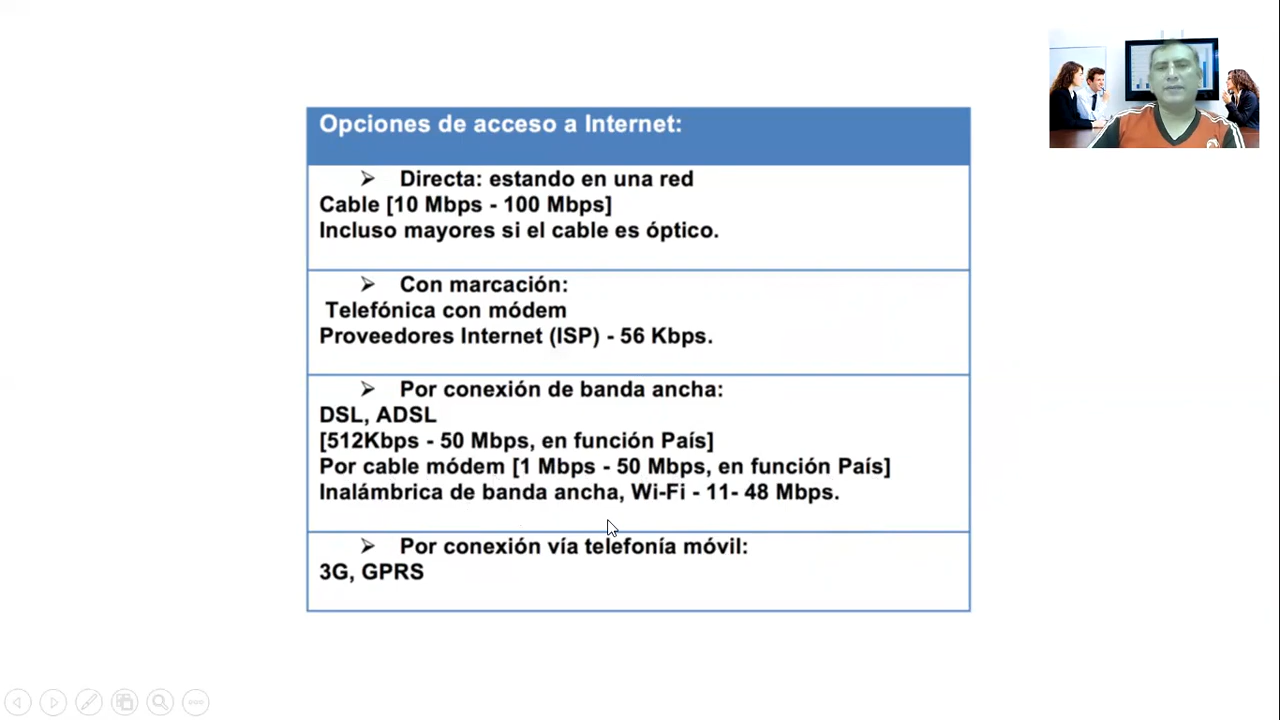 Opciones de acceso a Internet:
➢ Directa: estando en una red
Cable [10 Mbps - 100 Mbps]
Incluso mayores si el cable es óptico.
➢ Con marcación:
Telefónica con módem
Proveedores Internet (ISP) - 56 Kbps.
➢ Por conexión de banda ancha:
DSL, ADSL
[512Kbps - 50 Mbps, en función País]
Por cable módem [1 Mbps - 50 Mbps, en función País]
Inalámbrica de banda ancha, Wi-Fi - 11- 48 Mbps.
➢ Por conexión vía telefonía móvil:
3G, GPRS